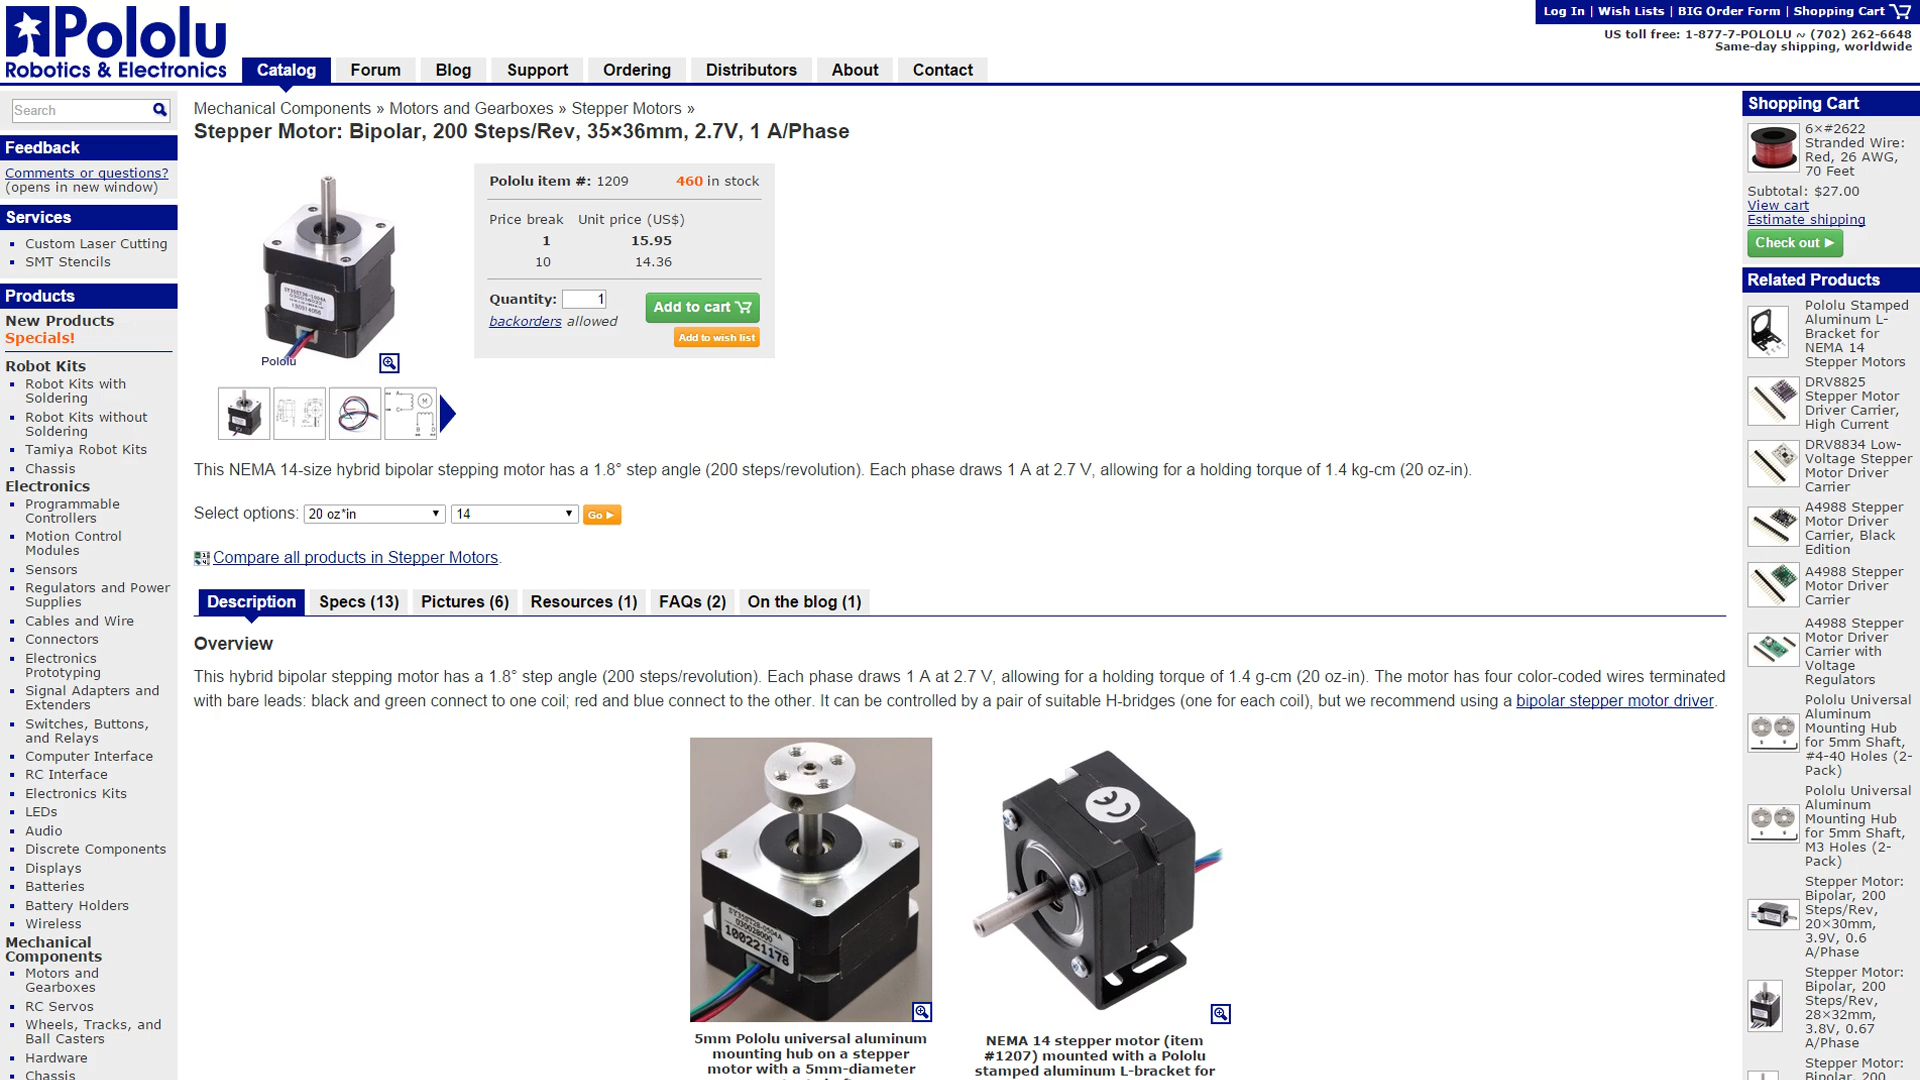 Pololu
Robotics & Electronics
Log In | Wish Lists | BIG Order Form | Shopping Cart
US toll free: 1-877-7-POLOLU ~ (702) 262-6648
Same-day shipping, worldwide
Catalog
Forum
Blog
Support
Ordering
Distributors
About
Contact
Search
Feedback
Comments or questions?
(opens in new window)
Services
Custom Laser Cutting
SMT Stencils
Products
New Products
Specials!
Robot Kits
Robot Kits with
Soldering
Robot Kits without
Soldering
Tamiya Robot Kits
Chassis
Electronics
Programmable
Controllers
Motion Control
Modules
Sensors
Regulators and Power
Supplies
Cables and Wire
Connectors
Electronics
Prototyping
Signal Adapters and
Extenders
Switches, Buttons,
and Relays
Computer Interface
RC Interface
Electronics Kits
LEDs
Audio
Discrete Components
Displays
Batteries
Battery Holders
Wireless
Mechanical
Components
Motors and
Gearboxes
RC Servos
Wheels, Tracks, and
Ball Casters
Hardware
Chassis
Mechanical Components » Motors and Gearboxes » Stepper Motors »
Stepper Motor: Bipolar, 200 Steps/Rev, 35×36mm, 2.7V, 1 A/Phase
Pololu
Pololu item #: 1209
460 in stock
Price break Unit price (US$)
1 15.95
10 14.36
Quantity: 1
backorders allowed
Add to cart
Add to wish list
This NEMA 14-size hybrid bipolar stepping motor has a 1.8° step angle (200 steps/revolution). Each phase draws 1 A at 2.7 V, allowing for a holding torque of 1.4 kg-cm (20 oz-in).
Select options: 20 oz*in 14 Go
Compare all products in Stepper Motors.
Description
Specs (13)
Pictures (6)
Resources (1)
FAQs (2)
On the blog (1)
Overview
This hybrid bipolar stepping motor has a 1.8° step angle (200 steps/revolution). Each phase draws 1 A at 2.7 V, allowing for a holding torque of 1.4 g-cm (20 oz-in). The motor has four color-coded wires terminated
with bare leads: black and green connect to one coil; red and blue connect to the other. It can be controlled by a pair of suitable H-bridges (one for each coil), but we recommend using a bipolar stepper motor driver.
SY35ST28-0504A
030028000
100221178
CE
5mm Pololu universal aluminum
mounting hub on a stepper
motor with a 5mm-diameter
NEMA 14 stepper motor (item
#1207) mounted with a Pololu
stamped aluminum L-bracket for
Shopping Cart
6×#2622
Stranded Wire:
Red, 26 AWG,
70 Feet
Subtotal: $27.00
View cart
Estimate shipping
Check out
Related Products
Pololu Stamped
Aluminum L-
Bracket for
NEMA 14
Stepper Motors
DRV8825
Stepper Motor
Driver Carrier,
High Current
DRV8834 Low-
Voltage Stepper
Motor Driver
Carrier
A4988 Stepper
Motor Driver
Carrier, Black
Edition
A4988 Stepper
Motor Driver
Carrier
A4988 Stepper
Motor Driver
Carrier with
Voltage
Regulators
Pololu Universal
Aluminum
Mounting Hub
for 5mm Shaft,
#4-40 Holes (2-
Pack)
Pololu Universal
Aluminum
Mounting Hub
for 5mm Shaft,
M3 Holes (2-
Pack)
Stepper Motor:
Bipolar, 200
Steps/Rev,
20×30mm,
3.9V, 0.6
A/Phase
Stepper Motor:
Bipolar, 200
Steps/Rev,
28×32mm,
3.8V, 0.67
A/Phase
Stepper Motor:
Bipolar, 200